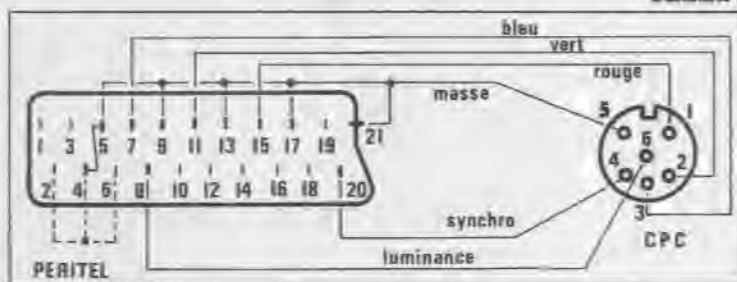 bleu
vert
rouge
masse
1 3 5 7 9 11 13 15 17 19 21
2 4 6 8 10 12 14 16 18 20
5 1
6
4 2
3
synchro
CPC
luminance
PERITEL